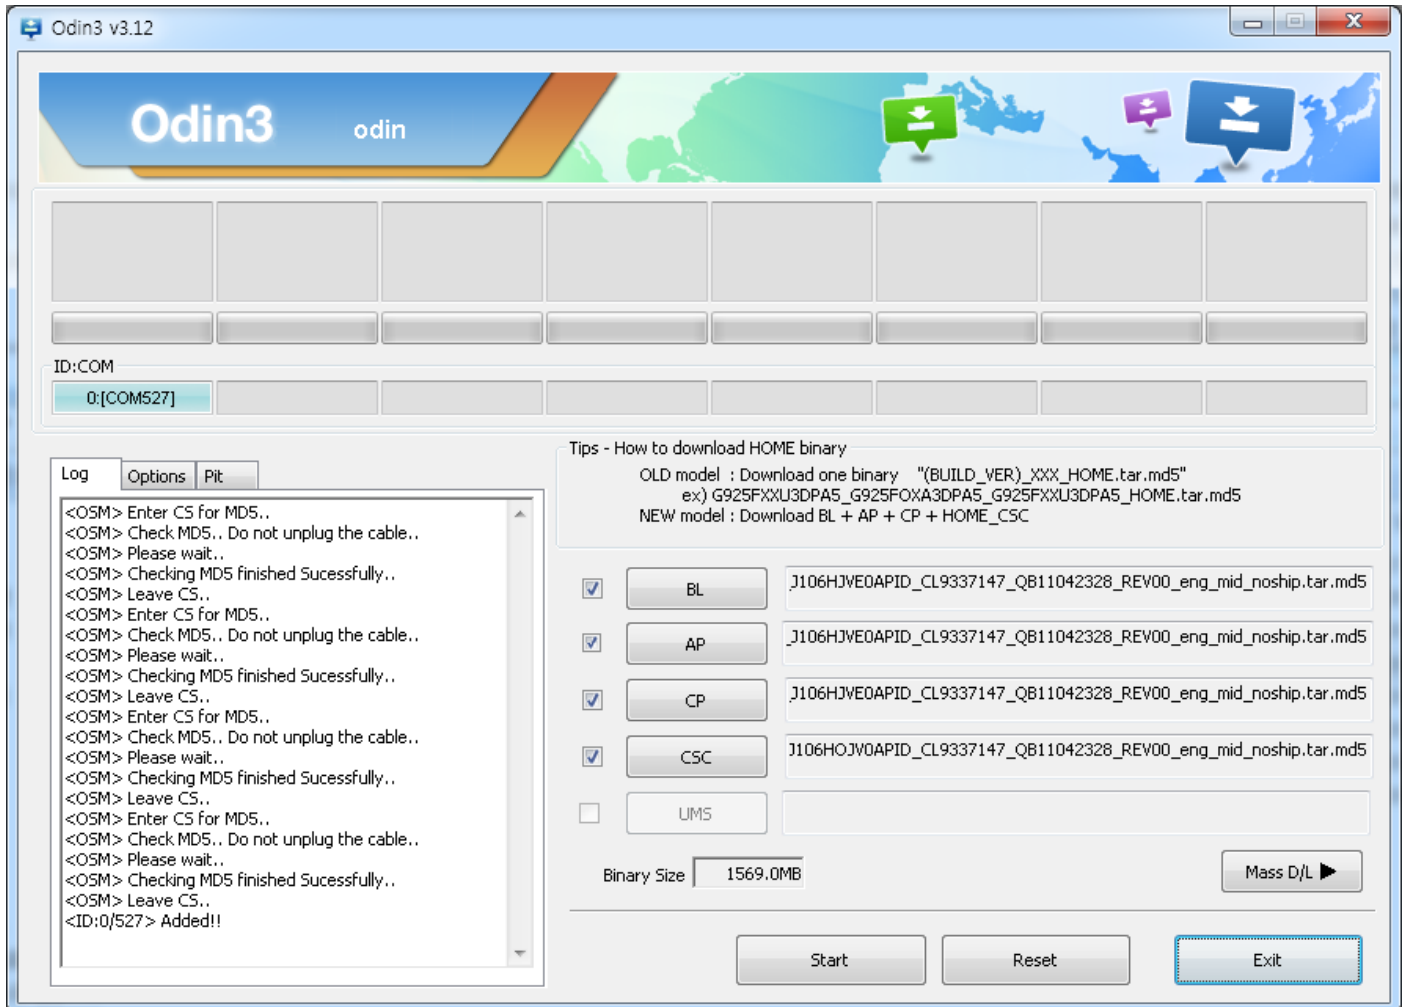 Odin3 v3.12
Odin3 odin
ID:COM
0:[COM527]
Log Options Pit
<OSM> Enter CS for MD5..
<OSM> Check MD5.. Do not unplug the cable..
<OSM> Please wait..
<OSM> Checking MD5 finished Sucessfully..
<OSM> Leave CS..
<OSM> Enter CS for MD5..
<OSM> Check MD5.. Do not unplug the cable..
<OSM> Please wait..
<OSM> Checking MD5 finished Sucessfully..
<OSM> Leave CS..
<OSM> Enter CS for MD5..
<OSM> Check MD5.. Do not unplug the cable..
<OSM> Please wait..
<OSM> Checking MD5 finished Sucessfully..
<OSM> Leave CS..
<OSM> Enter CS for MD5..
<OSM> Check MD5.. Do not unplug the cable..
<OSM> Please wait..
<OSM> Checking MD5 finished Sucessfully..
<OSM> Leave CS..
<ID:0/527> Added!!
Tips - How to download HOME binary
OLD model : Download one binary "(BUILD_VER)_XXX_HOME.tar.md5"
ex) G925FXXU3DPA5_G925FOXA3DPA5_G925FXXU3DPA5_HOME.tar.md5
NEW model : Download BL + AP + CP + HOME_CSC
BL J106HJVE0APID_CL9337147_QB11042328_REV00_eng_mid_noship.tar.md5
AP _J106HJVE0APID_CL9337147_QB11042328_REV00_eng_mid_noship.tar.md5
CP J106HJVE0APID_CL9337147_QB11042328_REV00_eng_mid_noship.tar.md5
CSC J106HOJV0APID_CL9337147_QB11042328_REV00_eng_mid_noship.tar.md5
UMS
Binary Size 1569.0MB
Mass D/L ▶
Start Reset Exit